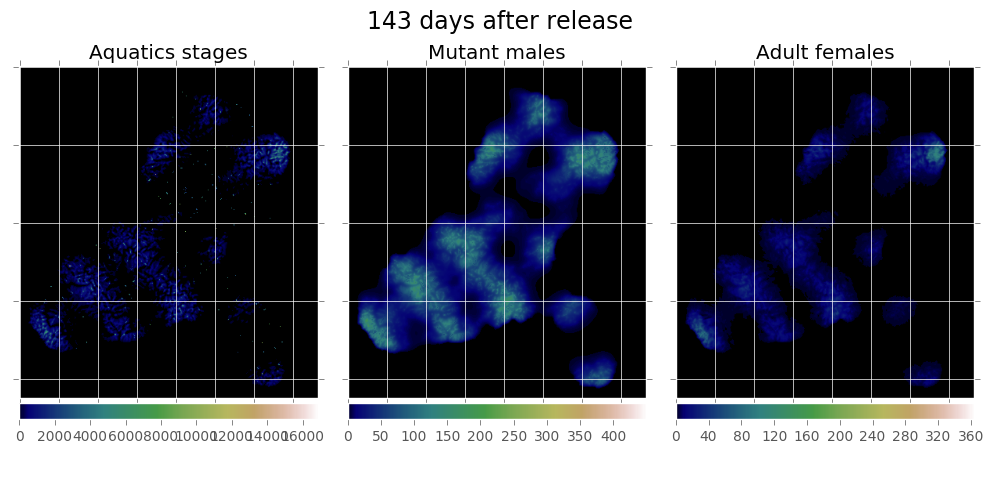 143 days after release
Aquatics stages Mutant males Adult females
0 2000 4000 6000 8000 10000 12000 14000 16000
0 50 100 150 200 250 300 350 400
0 40 80 120 160 200 240 280 320 360